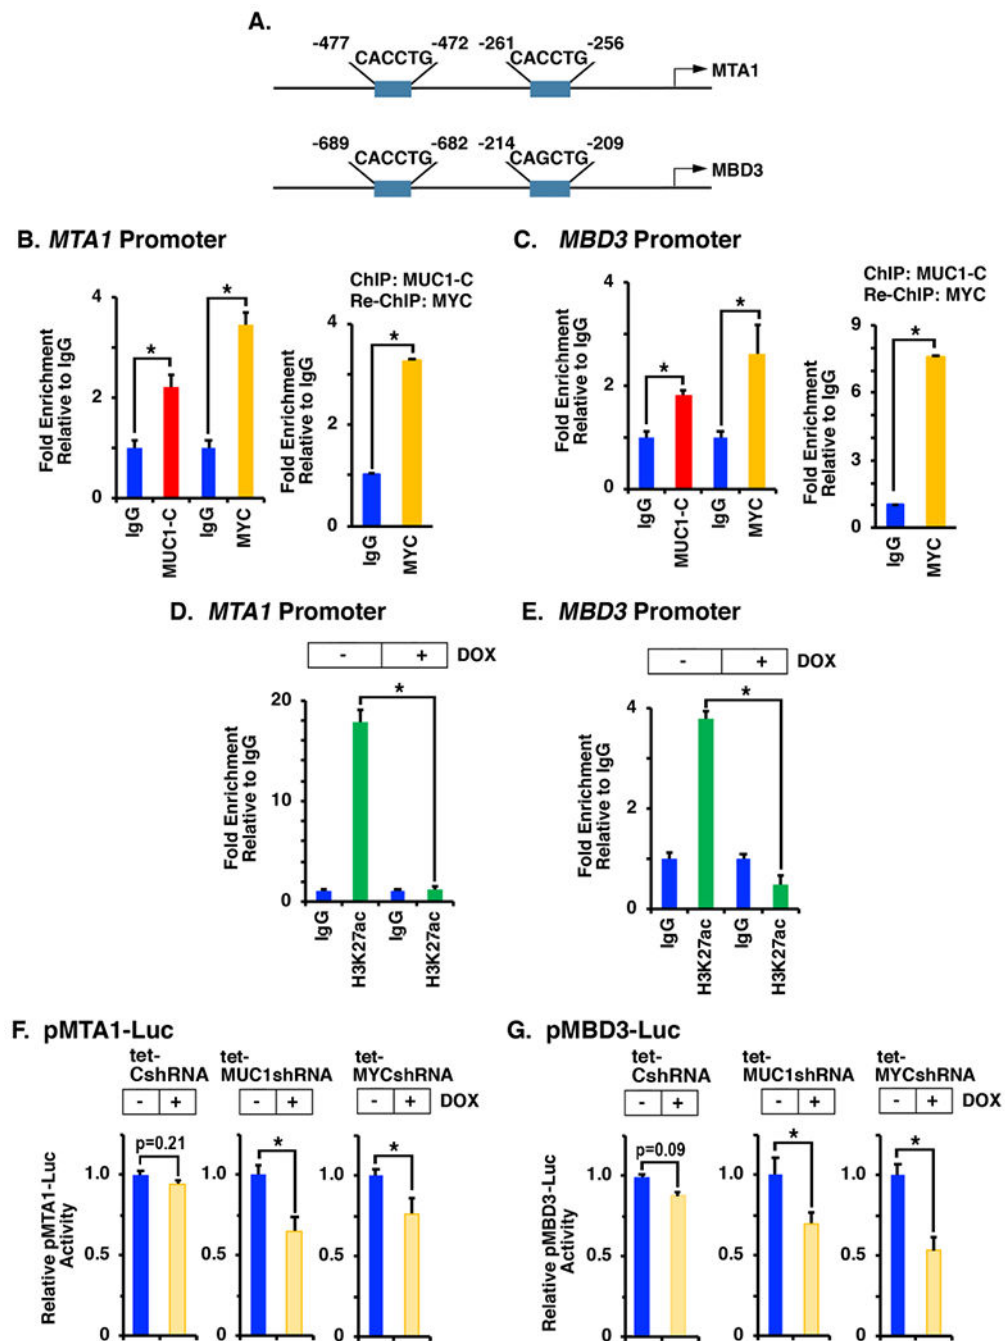 A.
-477 CACCTG -472 -261 CACCTG -256
MTA1
-689 CACCTG -682 -214 CAGCTG -209
MBD3
B. MTA1 Promoter
Fold Enrichment
Relative to IgG
4
2
0
*
*
IgG
MUC1-C
IgG
MYC
ChIP: MUC1-C
Re-ChIP: MYC
Fold Enrichment
Relative to IgG
4
2
0
*
IgG
MYC
C. MBD3 Promoter
Fold Enrichment
Relative to IgG
4
2
0
*
*
IgG
MUC1-C
IgG
MYC
ChIP: MUC1-C
Re-ChIP: MYC
Fold Enrichment
Relative to IgG
9
6
3
0
*
IgG
MYC
D. MTA1 Promoter
- + DOX
Fold Enrichment
Relative to IgG
20
10
0
*
IgG
H3K27ac
IgG
H3K27ac
E. MBD3 Promoter
- + DOX
Fold Enrichment
Relative to IgG
4
2
0
*
IgG
H3K27ac
IgG
H3K27ac
F. pMTA1-Luc
tet-
CshRNA
- +
tet-
MUC1shRNA
- +
tet-
MYCshRNA
- + DOX
Relative pMTA1-Luc
Activity
p=0.21
1.0
0.5
0
*
1.0
0.5
0
*
1.0
0.5
0
G. pMBD3-Luc
tet-
CshRNA
- +
tet-
MUC1shRNA
- +
tet-
MYCshRNA
- + DOX
Relative pMBD3-Luc
Activity
p=0.09
1.0
0.5
0
*
1.0
0.5
0
*
1.0
0.5
0